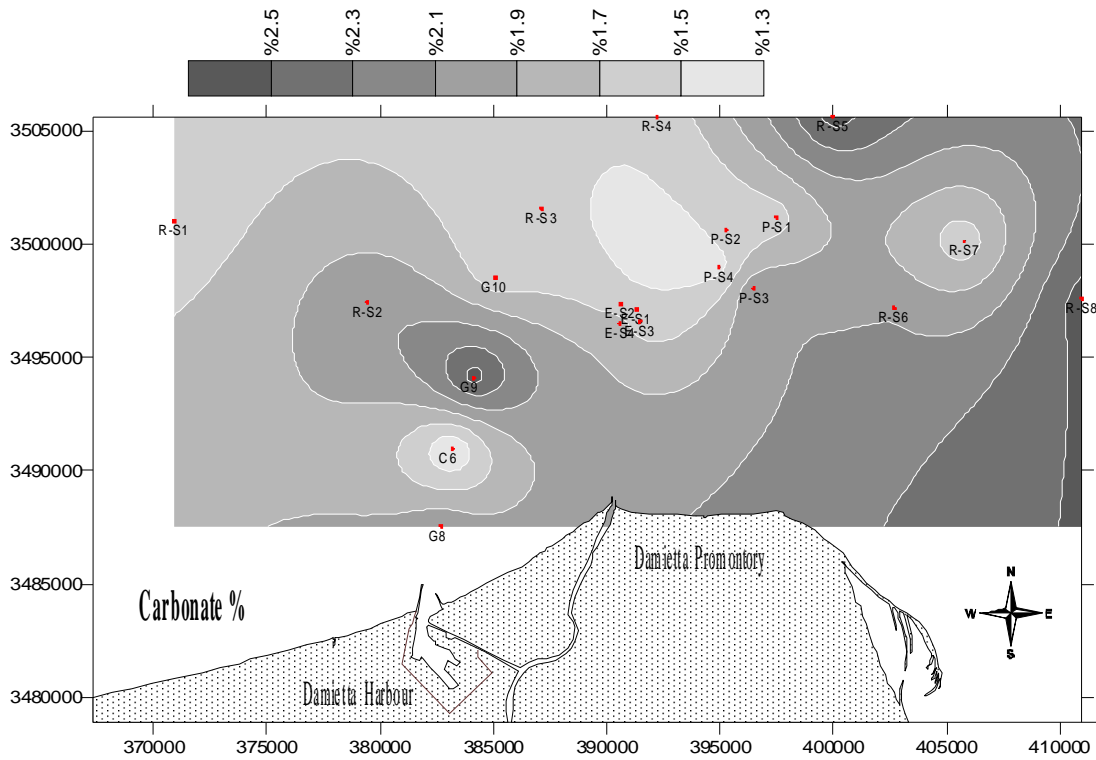 %2.5 %2.3 %2.1 %1.9 %1.7 %1.5 %1.3
3505000
R-S4
R-S5
R-S3
R-S1
P-S1
P-S2
3500000
R-S7
P-S4
G10
P-S3
R-S8
R-S2
E-S2
E-S1
R-S6
E-S4
E-S3
3495000
G9
C6
3490000
G8
Damietta Promontory
3485000
N
Carbonate %
W E
S
Damietta Harbour
3480000
370000 375000 380000 385000 390000 395000 400000 405000 410000